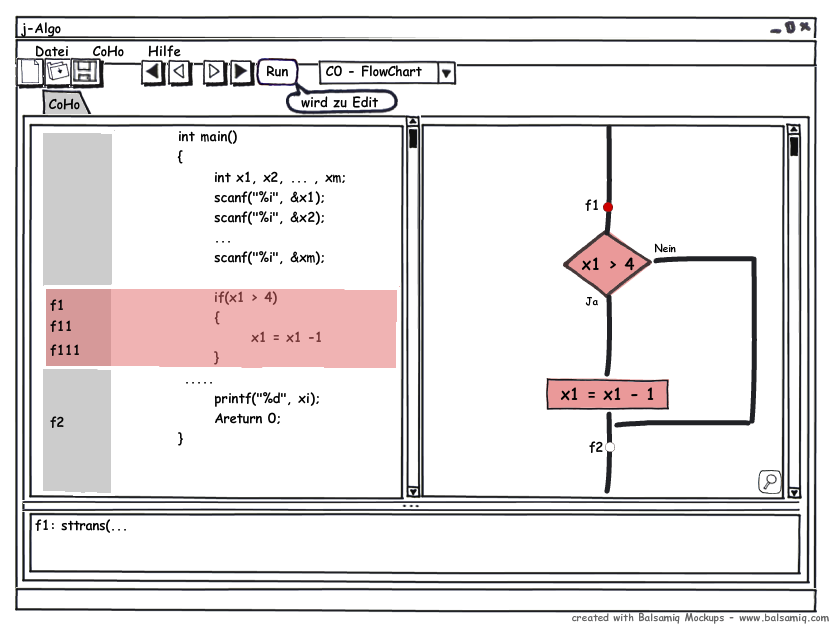 j-Algo
Datei CoHo Hilfe
Run
C0 - FlowChart
wird zu Edit
CoHo
int main()
{
int x1, x2, ... , xm;
scanf("%i", &x1);
scanf("%i", &x2);
...
scanf("%i", &xm);
f1 if(x1 > 4)
f11 {
x1 = x1 -1
f111 }
.....
printf("%d", xi);
f2 Areturn 0;
}
f1
x1 > 4
Nein
Ja
x1 = x1 - 1
f2
f1: sttrans(...
created with Balsamiq Mockups - www.balsamiq.com